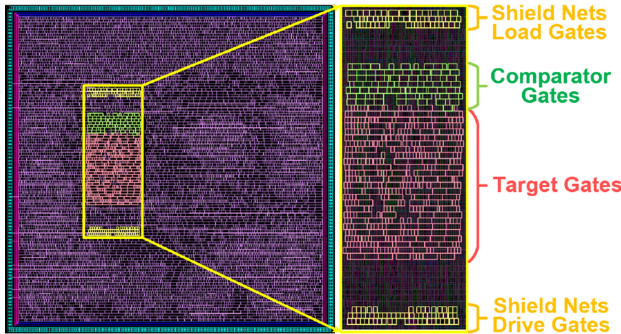 Shield Nets
Load Gates
Comparator
Gates
Target Gates
Shield Nets
Drive Gates